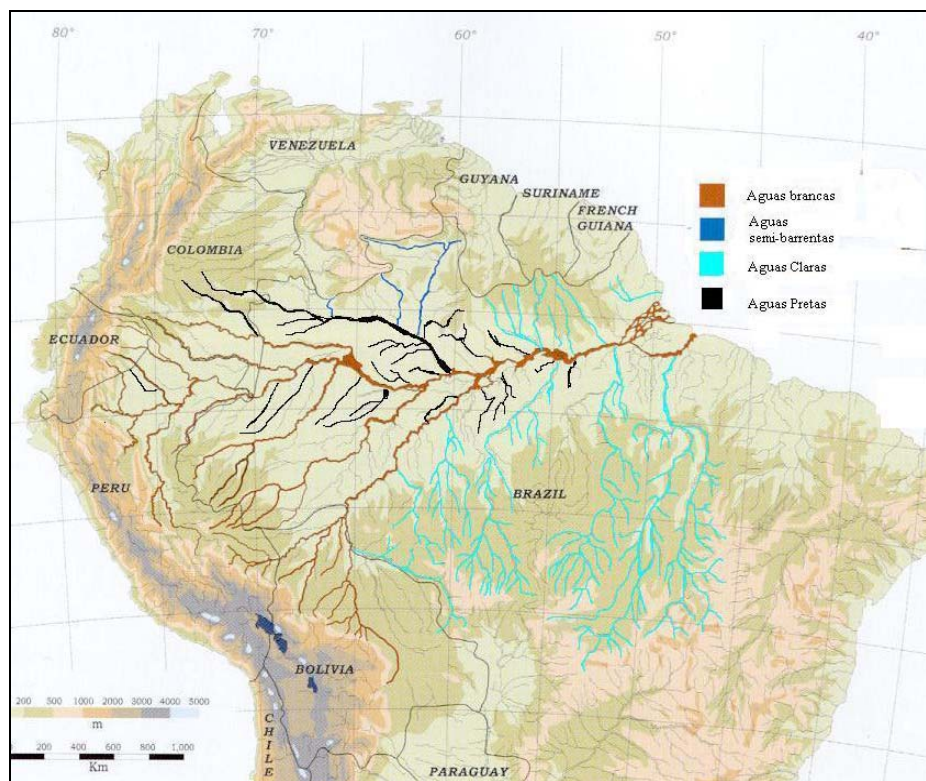 80°
70°
60°
50°
40°
VENEZUELA
GUYANA
SURINAME
FRENCH
GUIANA
COLOMBIA
ECUADOR
PERU
BRAZIL
BOLIVIA
CHILE
PARAGUAY
Aguas brancas
Aguas
semi-barrentas
Aguas Claras
Aguas Pretas
200 500 1000 2000 3000 4000 5000
m
0 200 400 600 800 1,000
Km